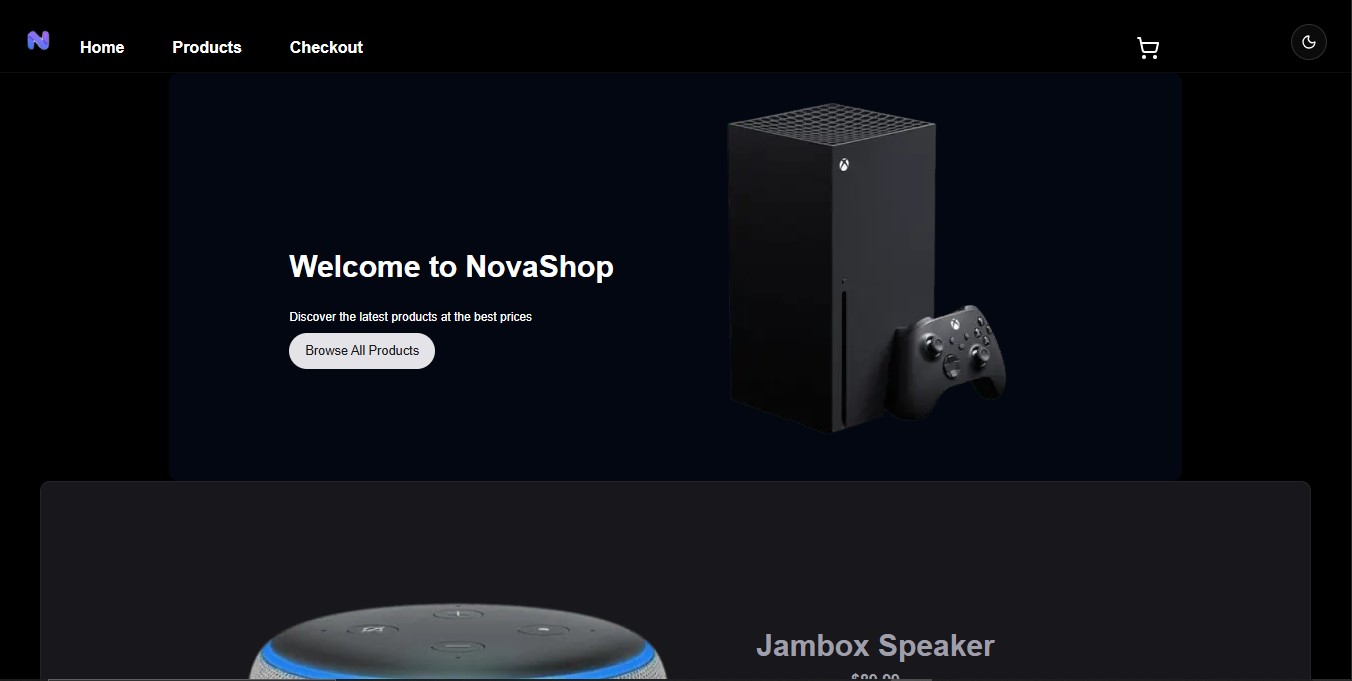 Home Products Checkout
Welcome to NovaShop
Discover the latest products at the best prices
Browse All Products
Jambox Speaker